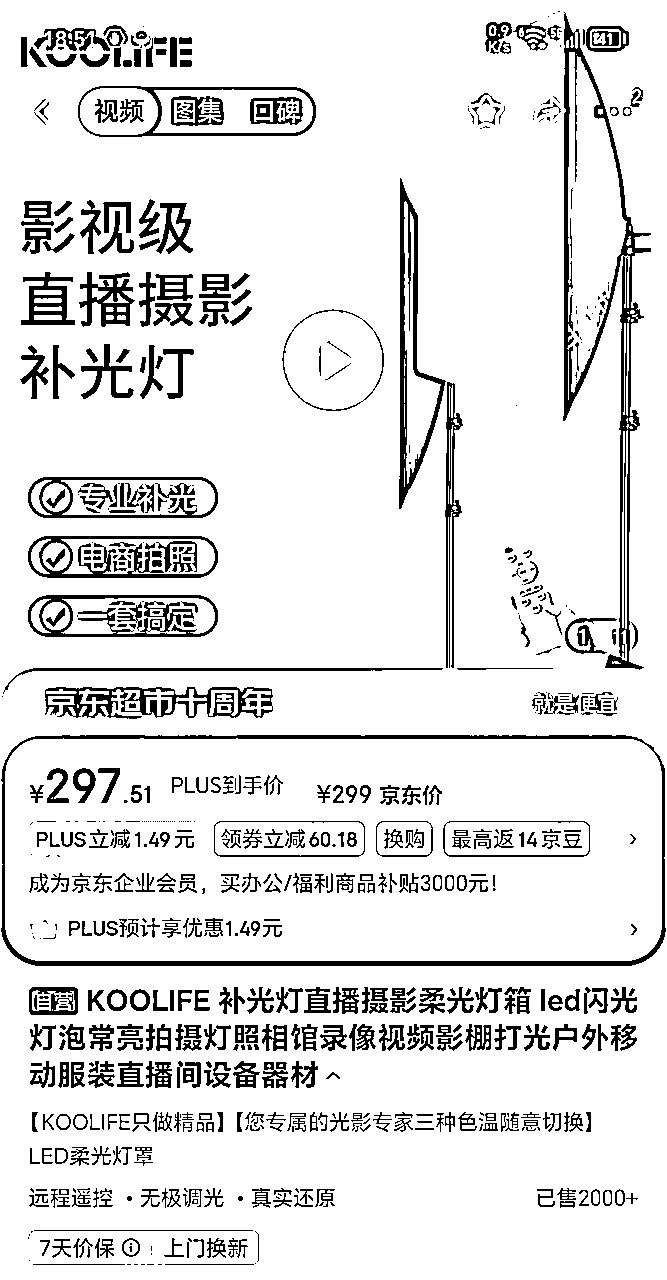 18:51
0.9 K/s
41
KOOLIFE
视频 图集 口碑
2
影视级
直播摄影
补光灯
专业补光
电商拍照
一套搞定
京东超市十周年 就是便宜
¥297.51 PLUS到手价 ¥299 京东价
PLUS立减1.49元 领券立减60.18 换购 最高返14京豆 ›
成为京东企业会员，买办公/福利商品补贴3000元！
PLUS预计享优惠1.49元 ›
自营 KOOLIFE 补光灯直播摄影柔光灯箱 led闪光
灯泡常亮拍摄灯照相馆录像视频影棚打光户外移
动服装直播间设备器材
【KOOLIFE只做精品】【您专属的光影专家三种色温随意切换】
LED柔光灯罩
远程遥控 • 无极调光 • 真实还原 已售2000+
7天价保 上门换新